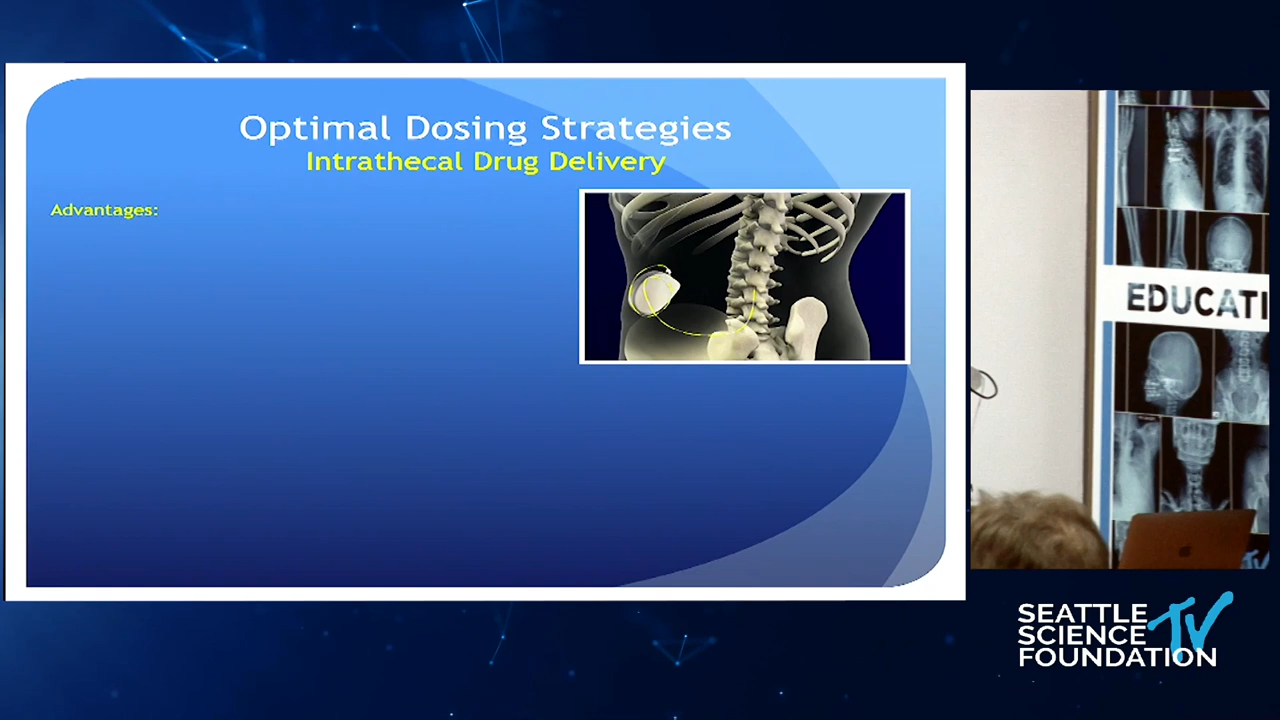 Optimal Dosing Strategies
Intrathecal Drug Delivery
Advantages:
EDUCATI
SEATTLE
SCIENCE
FOUNDATION
TV